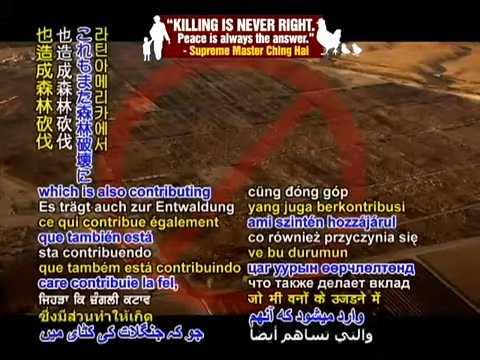 "KILLING IS NEVER RIGHT.
Peace is always the answer."
- Supreme Master Ching Hai
也造成森林砍伐
也造成森林砍伐
これもまた森林破壊に
라틴아메리카에서
which is also contributing
Es trägt auch zur Entwaldung
ce qui contribue également
que también está
sta contribuendo
que também está contribuindo
care contribuie la fel,
ਜਿਹੜਾ ਕਿ ਜੰਗਲੀ ਕਟਾਵ
ซึ่งมีส่วนทำให้เกิด
جو کہ جنگلات کی کٹائی میں
cũng đóng góp
yang juga berkontribusi
ami szintén hozzájárul
co również przyczynia się
ve bu durumun
цаг уурын өөрчлөлтөнд
что также делает вклад
जो भी वनों के उजडने में
وارد میشود که آنهم
والتي تساهم أيضا